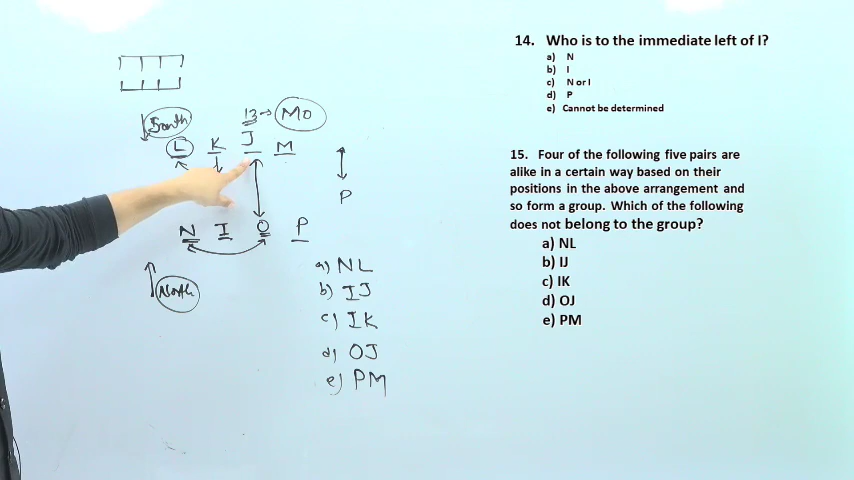 13 → MO
South
L K J M
P
N I O P
North
a) NL
b) IJ
c) IK
d) OJ
e) PM
14. Who is to the immediate left of I?
a) N
b) I
c) N or I
d) P
e) Cannot be determined
15. Four of the following five pairs are
alike in a certain way based on their
positions in the above arrangement and
so form a group. Which of the following
does not belong to the group?
a) NL
b) IJ
c) IK
d) OJ
e) PM